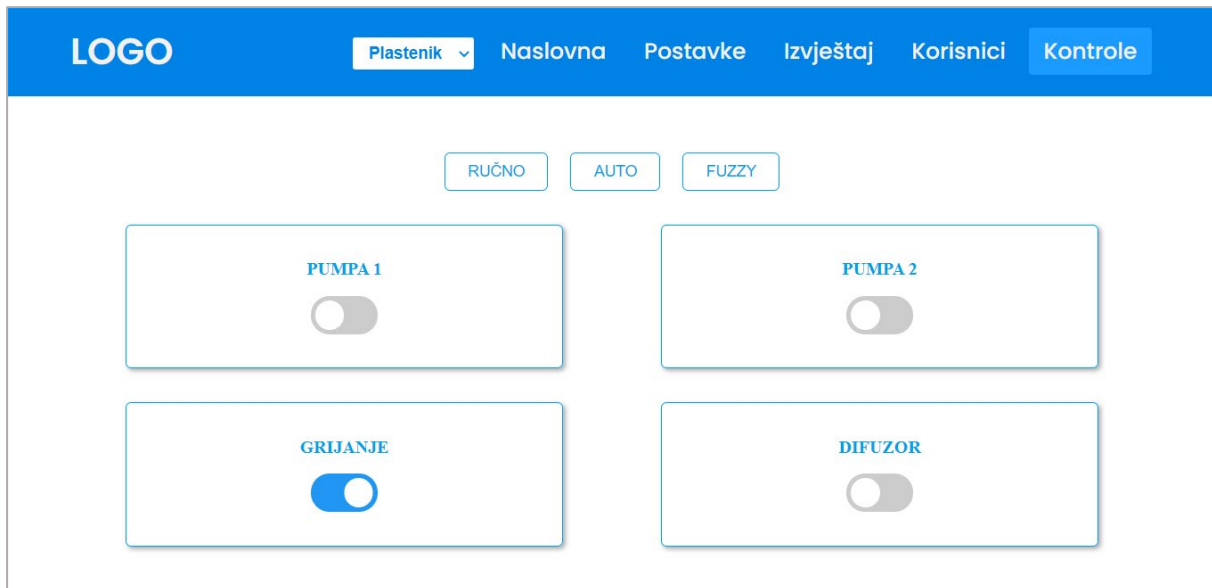 LOGO Plastenik Naslovna Postavke Izvještaj Korisnici Kontrole
RUČNO AUTO FUZZY
PUMPA 1 PUMPA 2
GRIJANJE DIFUZOR